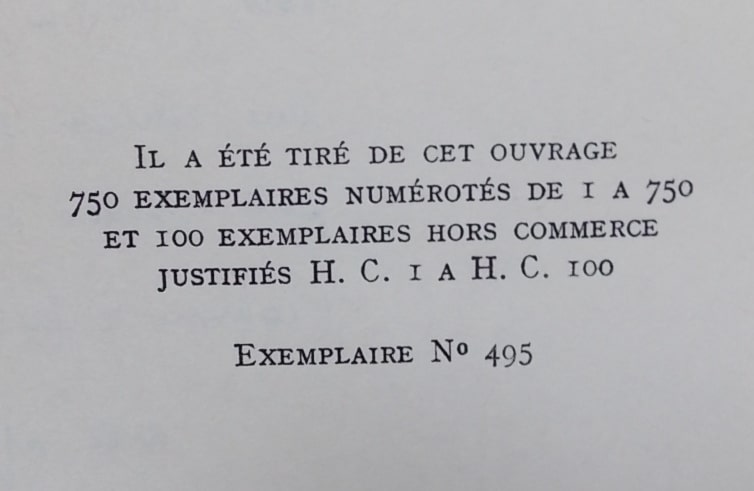 IL A ÉTÉ TIRÉ DE CET OUVRAGE
750 EXEMPLAIRES NUMÉROTÉS DE 1 A 750
ET 100 EXEMPLAIRES HORS COMMERCE
JUSTIFIÉS H. C. 1 A H. C. 100
EXEMPLAIRE Nº 495